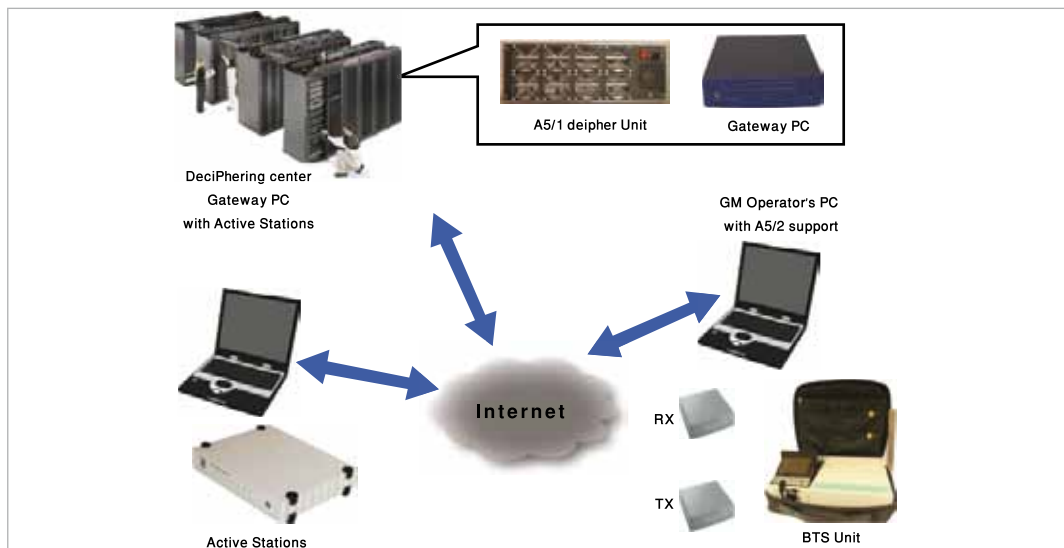 A5/1 deipher Unit
Gateway PC
DeciPhering center
Gateway PC
with Active Stations
GM Operator's PC
with A5/2 support
Internet
RX
TX
Active Stations
BTS Unit